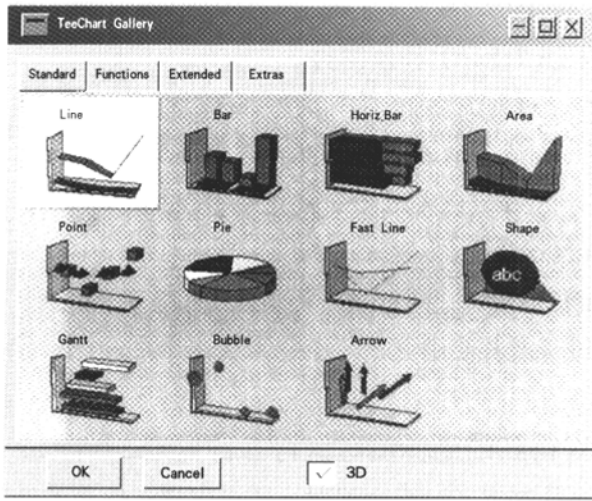 TeeChart Gallery
Standard Functions Extended Extras
Line Bar Horiz.Bar Area
Point Pie Fast Line Shape
abc
Gantt Bubble Arrow
OK Cancel 3D